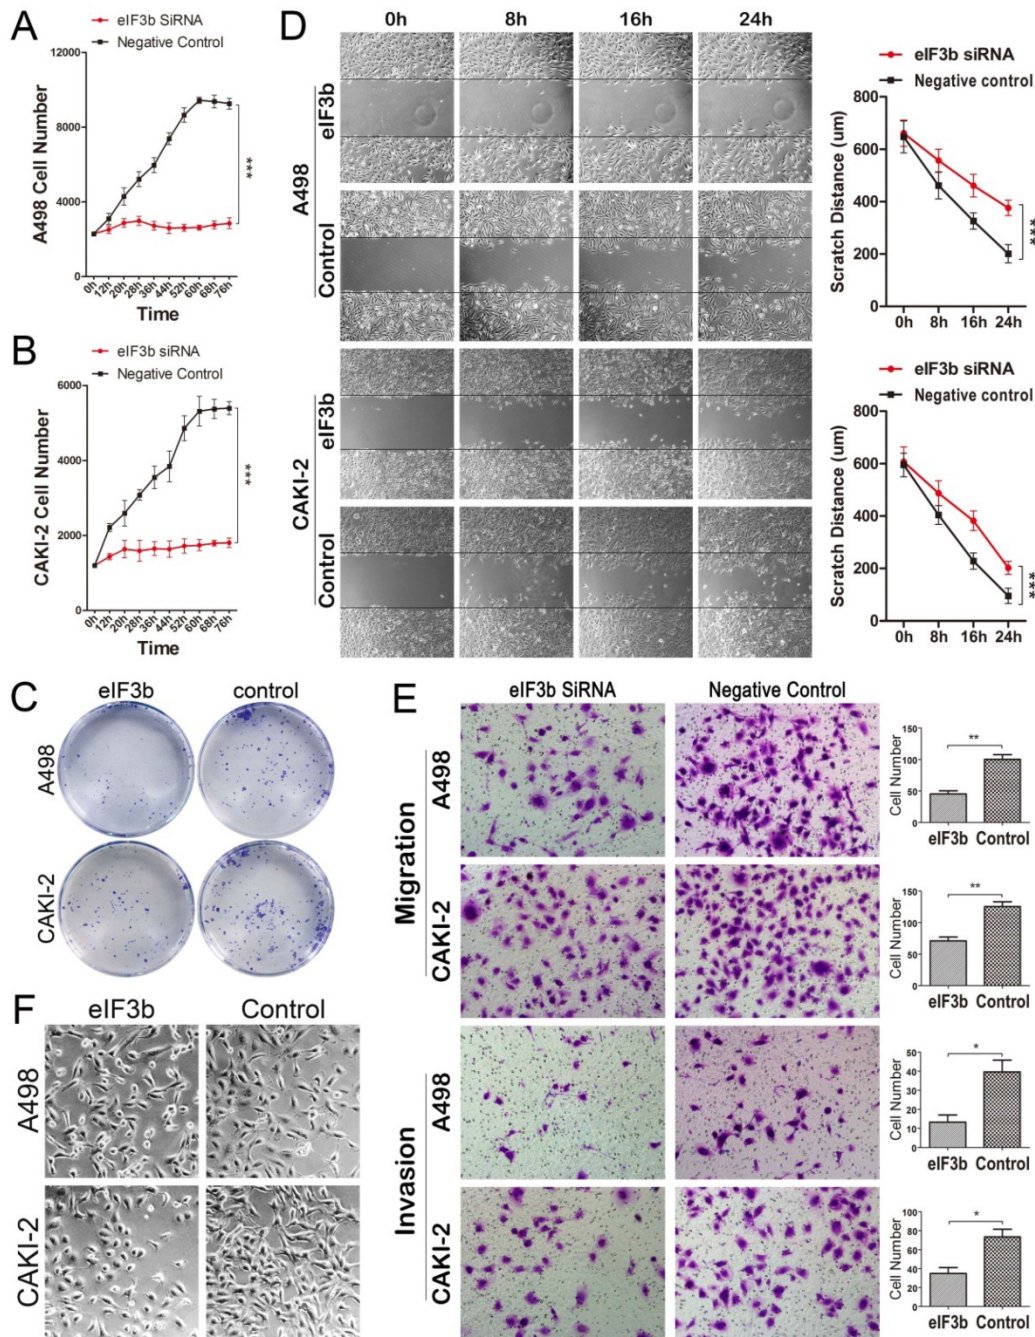 A
eIF3b SiRNA
Negative Control
12000
8000
4000
0
A498 Cell Number
***
0h 12h 20h 28h 36h 44h 52h 60h 68h 76h
Time
B
eIF3b siRNA
Negative Control
6000
4000
2000
0
CAKI-2 Cell Number
***
0h 12h 20h 28h 36h 44h 52h 60h 68h 76h
Time
C
eIF3b control
A498
CAKI-2
D
0h 8h 16h 24h
A498
eIF3b
Control
CAKI-2
eIF3b
Control
eIF3b siRNA
Negative control
800
600
400
200
0
Scratch Distance (um)
***
0h 8h 16h 24h
eIF3b siRNA
Negative control
800
600
400
200
0
Scratch Distance (um)
***
0h 8h 16h 24h
E
eIF3b SiRNA Negative Control
Migration
A498
CAKI-2
Invasion
A498
CAKI-2
150
100
50
0
Cell Number
**
eIF3b Control
150
125
100
75
50
25
0
Cell Number
**
eIF3b Control
50
40
30
20
10
0
Cell Number
*
eIF3b Control
100
80
60
40
20
0
Cell Number
*
eIF3b Control
F
eIF3b Control
A498
CAKI-2